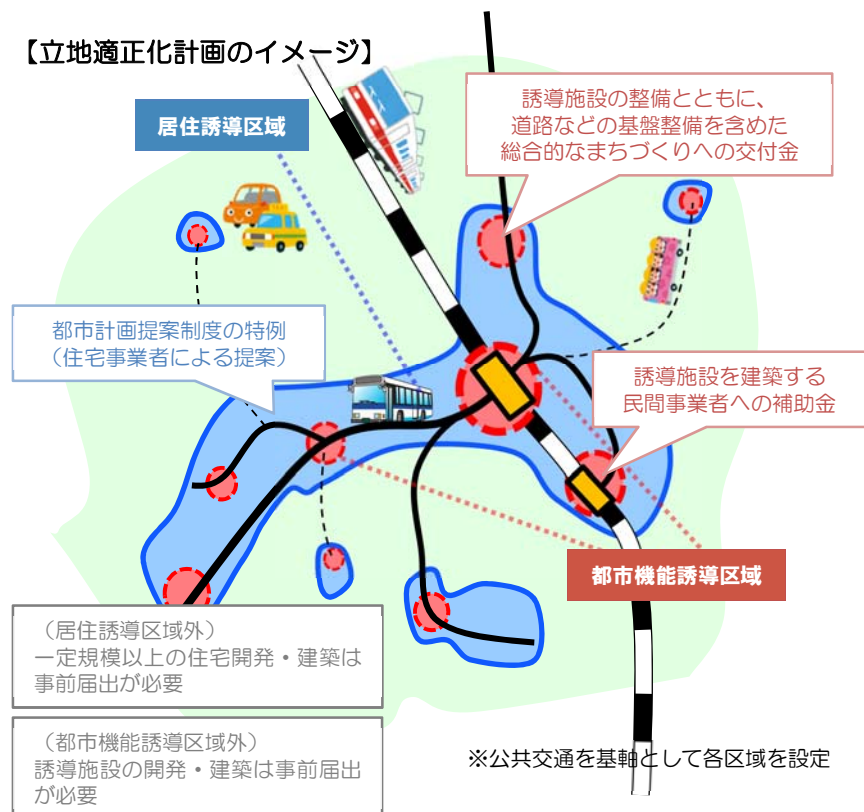 【立地適正化計画のイメージ】
居住誘導区域
誘導施設の整備とともに、
道路などの基盤整備を含めた
総合的なまちづくりへの交付金
都市計画提案制度の特例
（住宅事業者による提案）
誘導施設を建築する
民間事業者への補助金
都市機能誘導区域
（居住誘導区域外）
一定規模以上の住宅開発・建築は
事前届出が必要
（都市機能誘導区域外）
誘導施設の開発・建築は事前届出
が必要
※公共交通を基軸として各区域を設定